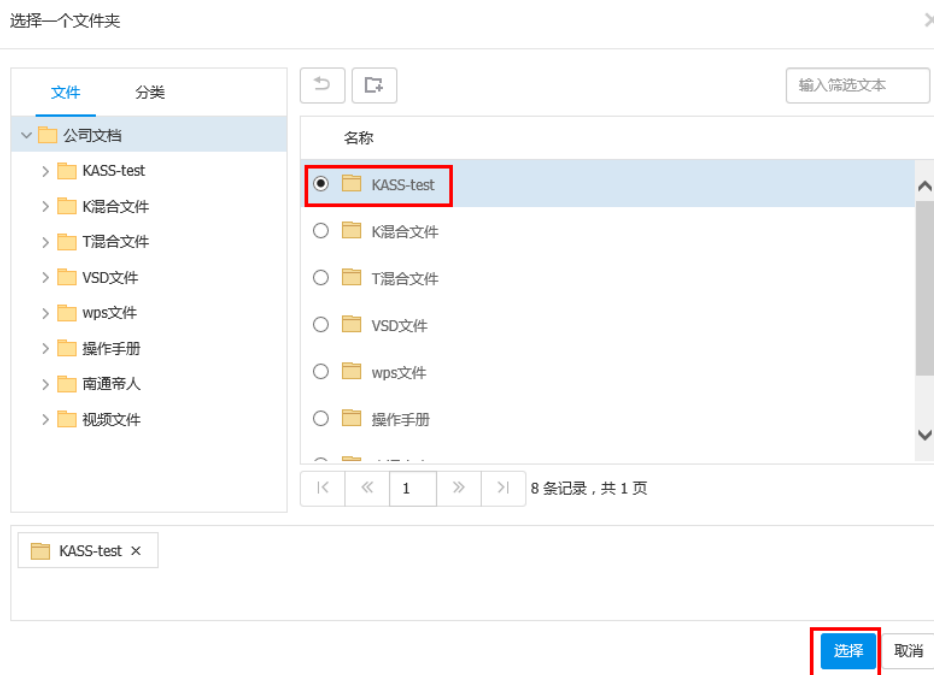 选择一个文件夹
文件 分类
公司文档
KASS-test
K混合文件
T混合文件
VSD文件
wps文件
操作手册
南通帝人
视频文件
输入筛选文本
名称
KASS-test
K混合文件
T混合文件
VSD文件
wps文件
操作手册
1
8 条记录，共 1 页
KASS-test ×
选择 取消